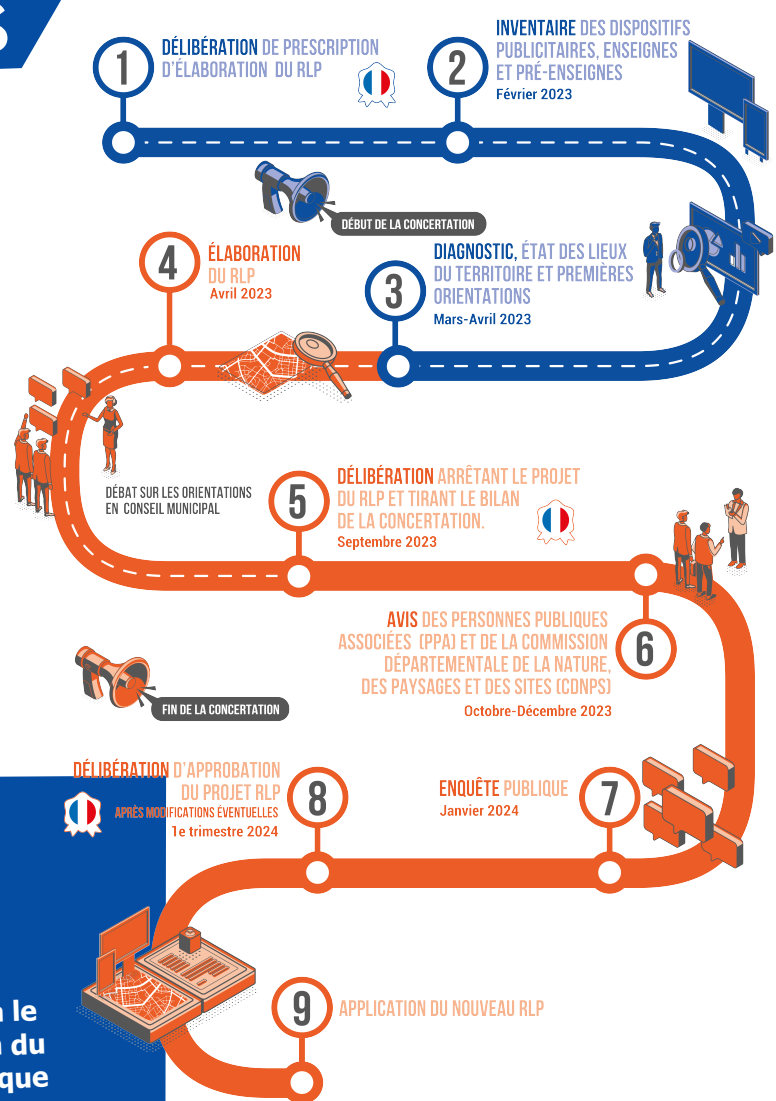 S
1
DÉLIBÉRATION DE PRESCRIPTION
D'ÉLABORATION DU RLP
2
INVENTAIRE DES DISPOSITIFS
PUBLICITAIRES, ENSEIGNES
ET PRÉ-ENSEIGNES
Février 2023
DÉBUT DE LA CONCERTATION
3
DIAGNOSTIC, ÉTAT DES LIEUX
DU TERRITOIRE ET PREMIÈRES
ORIENTATIONS
Mars-Avril 2023
4
ÉLABORATION
DU RLP
Avril 2023
DÉBAT SUR LES ORIENTATIONS
EN CONSEIL MUNICIPAL
5
DÉLIBÉRATION ARRÊTANT LE PROJET
DU RLP ET TIRANT LE BILAN
DE LA CONCERTATION.
Septembre 2023
6
AVIS DES PERSONNES PUBLIQUES
ASSOCIÉES (PPA) ET DE LA COMMISSION
DÉPARTEMENTALE DE LA NATURE,
DES PAYSAGES ET DES SITES (CDNPS)
Octobre-Décembre 2023
FIN DE LA CONCERTATION
7
ENQUÊTE PUBLIQUE
Janvier 2024
8
DÉLIBÉRATION D'APPROBATION
DU PROJET RLP
APRÈS MODIFICATIONS ÉVENTUELLES
1e trimestre 2024
9
APPLICATION DU NOUVEAU RLP
le
du
que